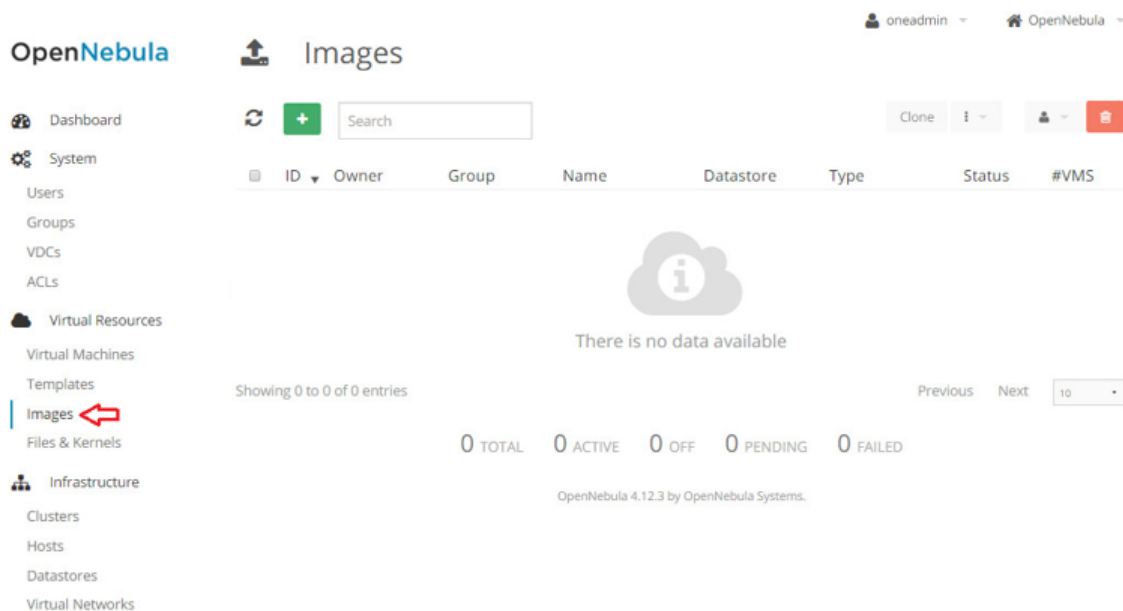 oneadmin OpenNebula
OpenNebula Images
Dashboard
+ Search Clone
System
ID Owner Group Name Datastore Type Status #VMS
Users
Groups
VDCs
ACLs
Virtual Resources
There is no data available
Virtual Machines
Templates
Showing 0 to 0 of 0 entries Previous Next 10
Images
Files & Kernels
0 TOTAL 0 ACTIVE 0 OFF 0 PENDING 0 FAILED
Infrastructure
OpenNebula 4.12.3 by OpenNebula Systems.
Clusters
Hosts
Datastores
Virtual Networks